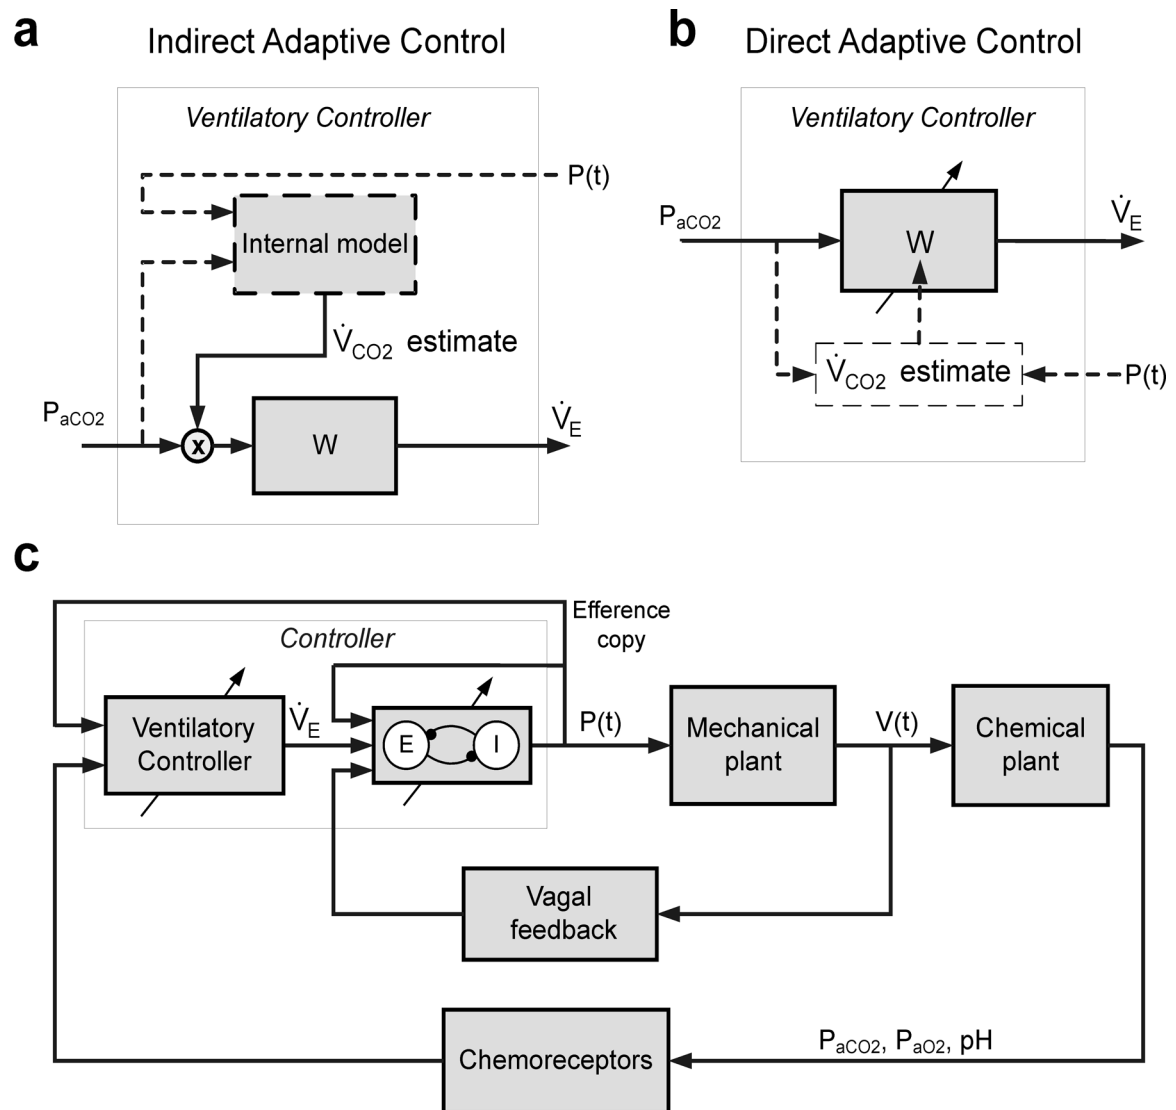 a
Indirect Adaptive Control
Ventilatory Controller
P(t)
Internal model
V̇CO2 estimate
PaCO2
x
W
V̇E
b
Direct Adaptive Control
Ventilatory Controller
PaCO2
W
V̇E
V̇CO2 estimate
P(t)
c
Efference
copy
Controller
Ventilatory
Controller
V̇E
E
I
P(t)
Mechanical
plant
V(t)
Chemical
plant
Vagal
feedback
Chemoreceptors
PaCO2, PaO2, pH